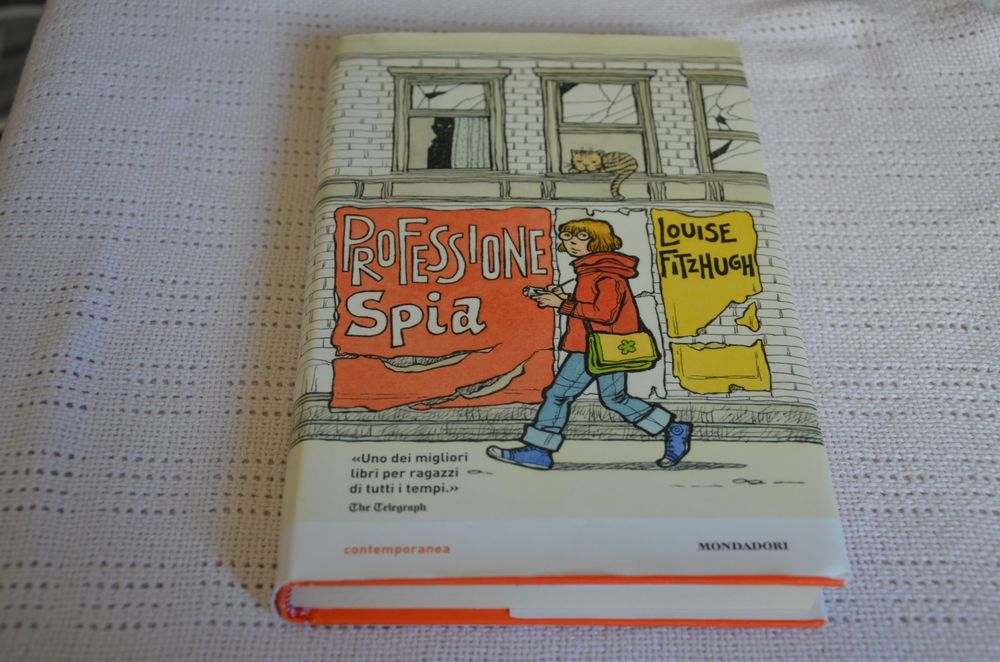 PROFESSIONE
Spia
LOUISE
FITZHUGH
«Uno dei migliori
libri per ragazzi
di tutti i tempi.»
The Telegraph
contemporanea
MONDADORI